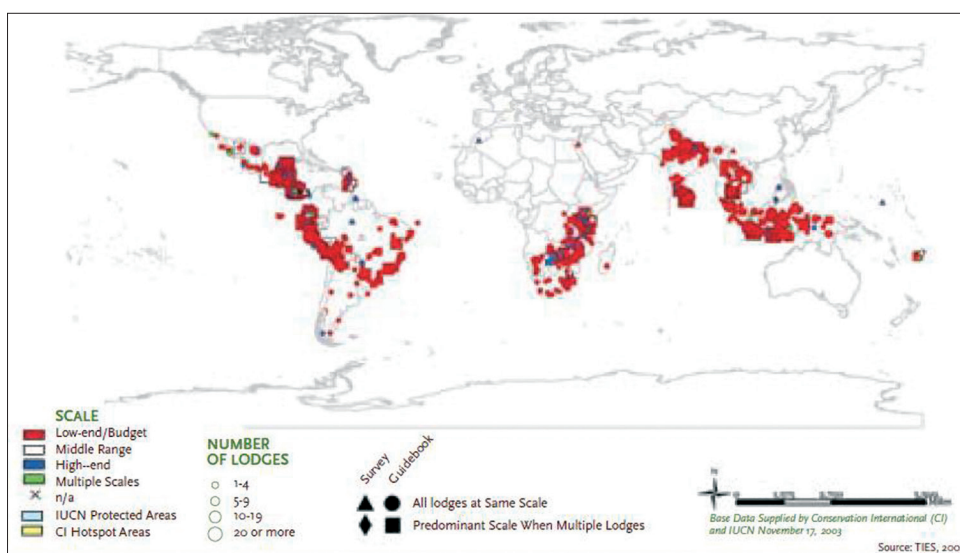 SCALE
Low-end/Budget
Middle Range
High--end
Multiple Scales
n/a
IUCN Protected Areas
CI Hotspot Areas
NUMBER
OF LODGES
1-4
5-9
10-19
20 or more
Survey
Guidebook
All lodges at Same Scale
Predominant Scale When Multiple Lodges
0
Base Data Supplied by Conservation International (CI)
and IUCN November 17, 2003
Source: TIES, 200